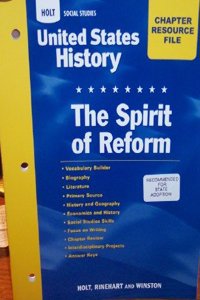 HOLT SOCIAL STUDIES
CHAPTER
RESOURCE
FILE
United States
History
The Spirit
of Reform
• Vocabulary Builder
• Biography
• Literature
• Primary Source
• History and Geography
• Economics and History
• Social Studies Skills
• Focus on Writing
• Chapter Review
• Interdisciplinary Projects
• Answer Keys
RECOMMENDED
FOR
STATE
ADOPTION
HOLT, RINEHART AND WINSTON